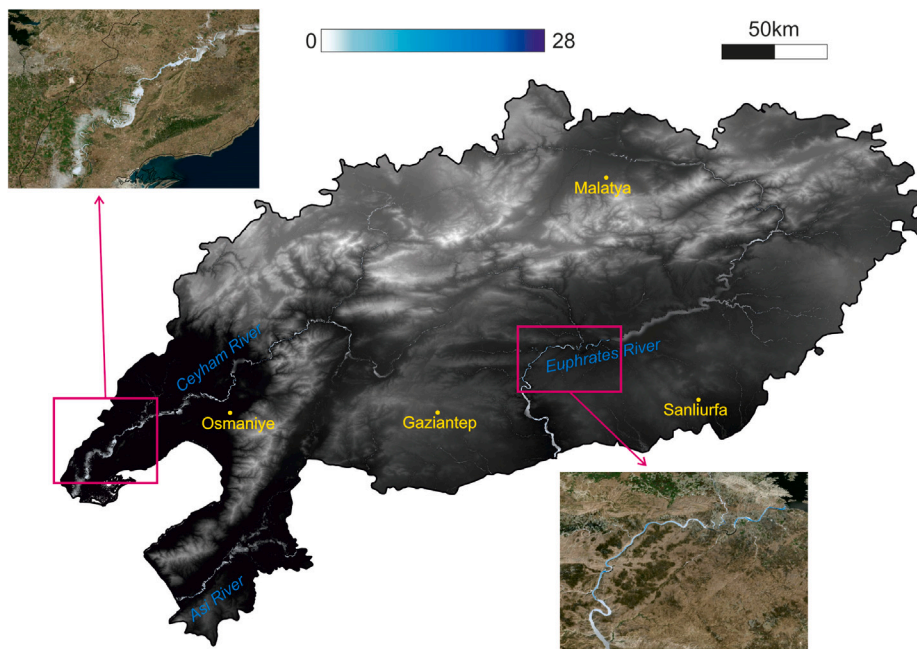 0
28
50km
Malatya
Ceyham River
Euphrates River
Osmaniye
Gaziantep
Sanliurfa
Asi River